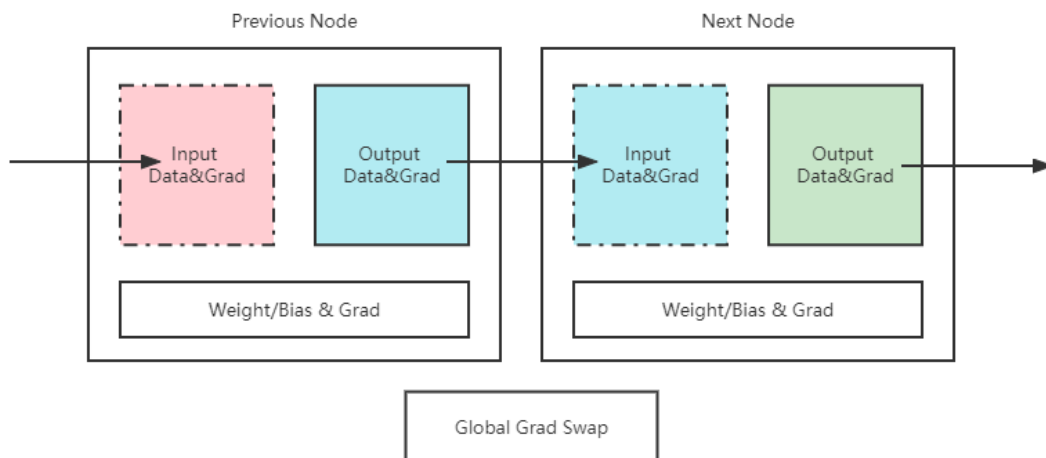 Previous Node
Next Node
Input
Data&Grad
Output
Data&Grad
Input
Data&Grad
Output
Data&Grad
Weight/Bias & Grad
Weight/Bias & Grad
Global Grad Swap